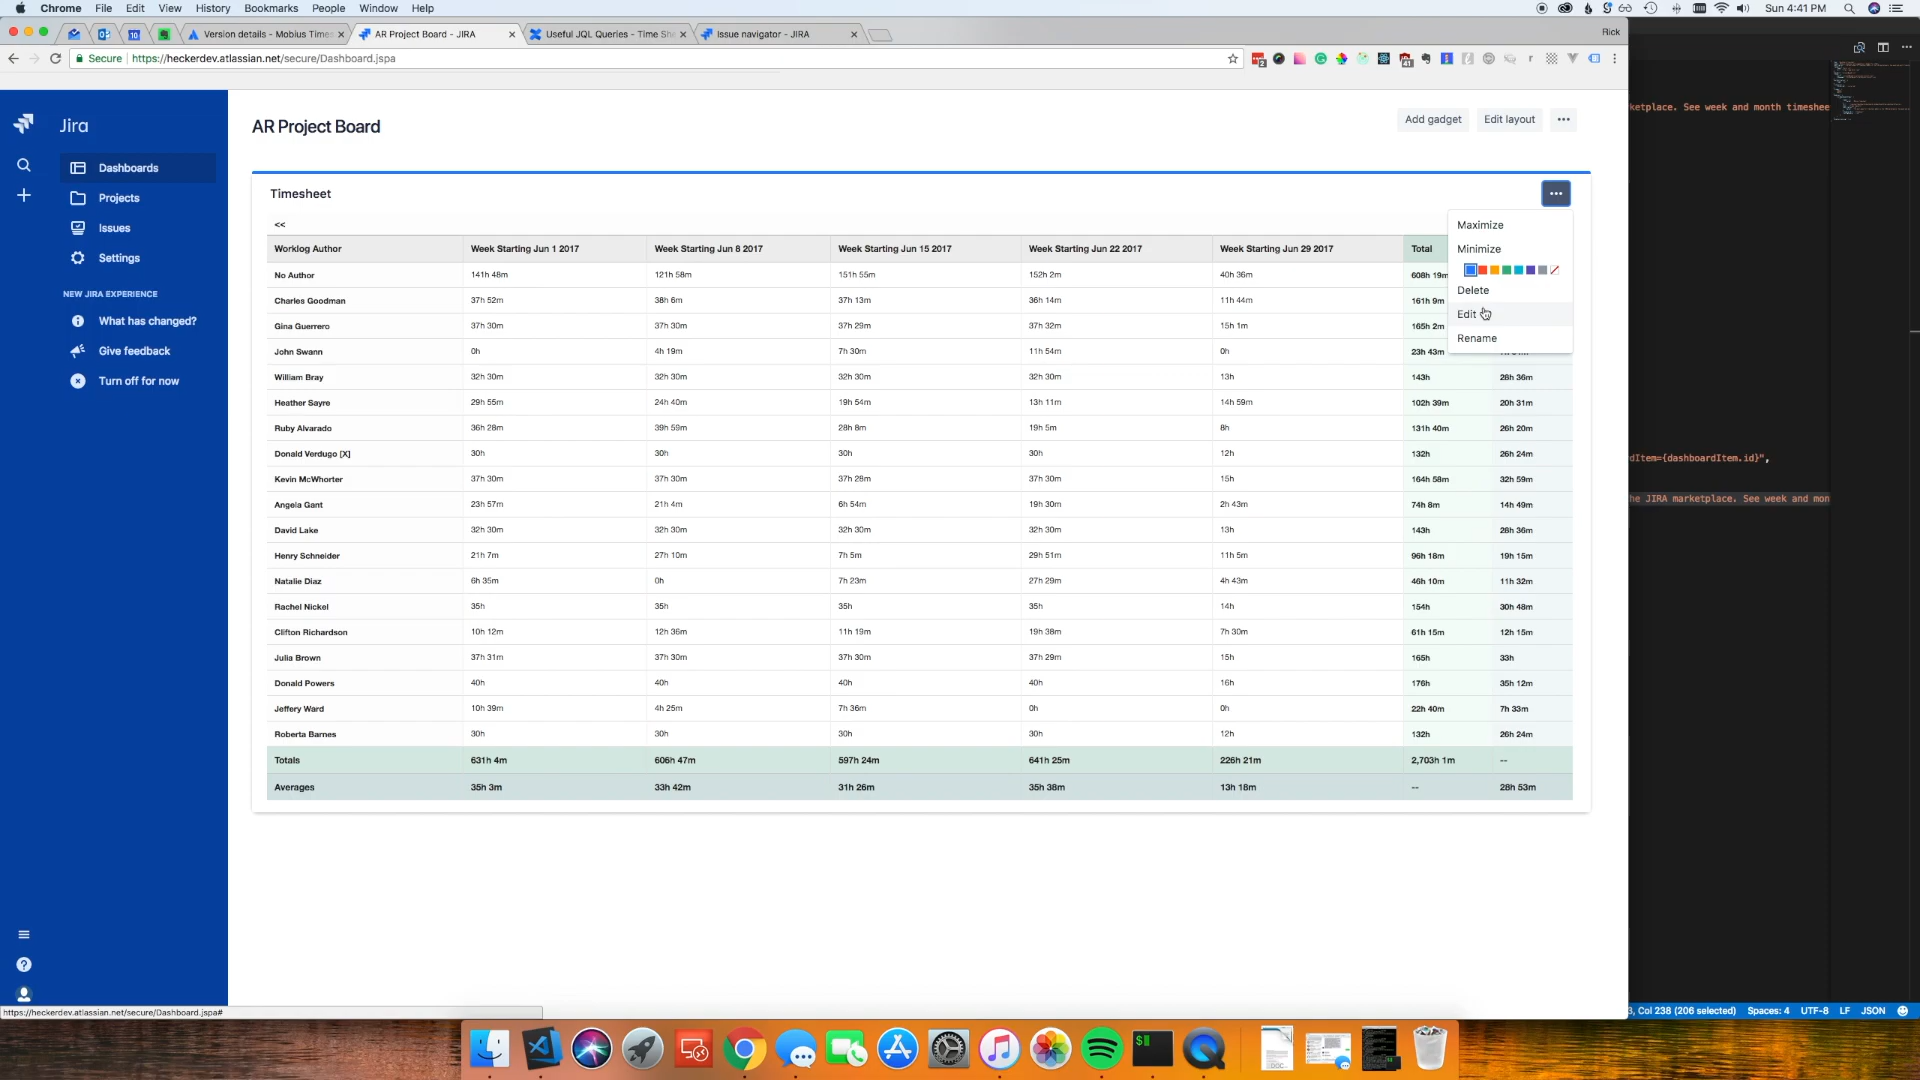 Chrome File Edit View History Bookmarks People Window Help Sun 4:41 PM
Version details - Mobius Times AR Project Board - JIRA Useful JQL Queries - Time She Issue navigator - JIRA Rick
Secure https://heckerdev.atlassian.net/secure/Dashboard.jspa
Jira
Dashboards
Projects
Issues
Settings
NEW JIRA EXPERIENCE
What has changed?
Give feedback
Turn off for now
AR Project Board
Add gadget Edit layout •••
Timesheet
<<
Maximize
Minimize
Delete
Edit
Rename
Worklog Author Week Starting Jun 1 2017 Week Starting Jun 8 2017 Week Starting Jun 15 2017 Week Starting Jun 22 2017 Week Starting Jun 29 2017 Total
No Author 141h 48m 121h 58m 151h 55m 152h 2m 40h 36m 608h 19m
Charles Goodman 37h 52m 38h 6m 37h 13m 36h 14m 11h 44m 161h 9m
Gina Guerrero 37h 30m 37h 30m 37h 29m 37h 32m 15h 1m 165h 2m
John Swann 0h 4h 19m 7h 30m 11h 54m 0h 23h 43m
William Bray 32h 30m 32h 30m 32h 30m 32h 30m 13h 143h 28h 36m
Heather Sayre 29h 55m 24h 40m 19h 54m 13h 11m 14h 59m 102h 39m 20h 31m
Ruby Alvarado 36h 28m 39h 59m 28h 8m 19h 5m 8h 131h 40m 26h 20m
Donald Verdugo [X] 30h 30h 30h 30h 12h 132h 26h 24m
Kevin McWhorter 37h 30m 37h 30m 37h 28m 37h 30m 15h 164h 58m 32h 59m
Angela Gant 23h 57m 21h 4m 6h 54m 19h 30m 2h 43m 74h 8m 14h 49m
David Lake 32h 30m 32h 30m 32h 30m 32h 30m 13h 143h 28h 36m
Henry Schneider 21h 7m 27h 10m 7h 5m 29h 51m 11h 5m 96h 18m 19h 15m
Natalie Diaz 6h 35m 0h 7h 23m 27h 29m 4h 43m 46h 10m 11h 32m
Rachel Nickel 35h 35h 35h 35h 14h 154h 30h 48m
Clifton Richardson 10h 12m 12h 36m 11h 19m 19h 38m 7h 30m 61h 15m 12h 15m
Julia Brown 37h 31m 37h 30m 37h 30m 37h 29m 15h 165h 33h
Donald Powers 40h 40h 40h 40h 16h 176h 35h 12m
Jeffery Ward 10h 39m 4h 25m 7h 36m 0h 0h 22h 40m 7h 33m
Roberta Barnes 30h 30h 30h 30h 12h 132h 26h 24m
Totals 631h 4m 606h 47m 597h 24m 641h 25m 226h 21m 2,703h 1m --
Averages 35h 3m 33h 42m 31h 26m 35h 38m 13h 18m -- 28h 53m
https://heckerdev.atlassian.net/secure/Dashboard.jspa#
ketplace. See week and month timeshee
dItem={dashboardItem.id}",
he JIRA marketplace. See week and mon
3, Col 238 (206 selected) Spaces: 4 UTF-8 LF JSON